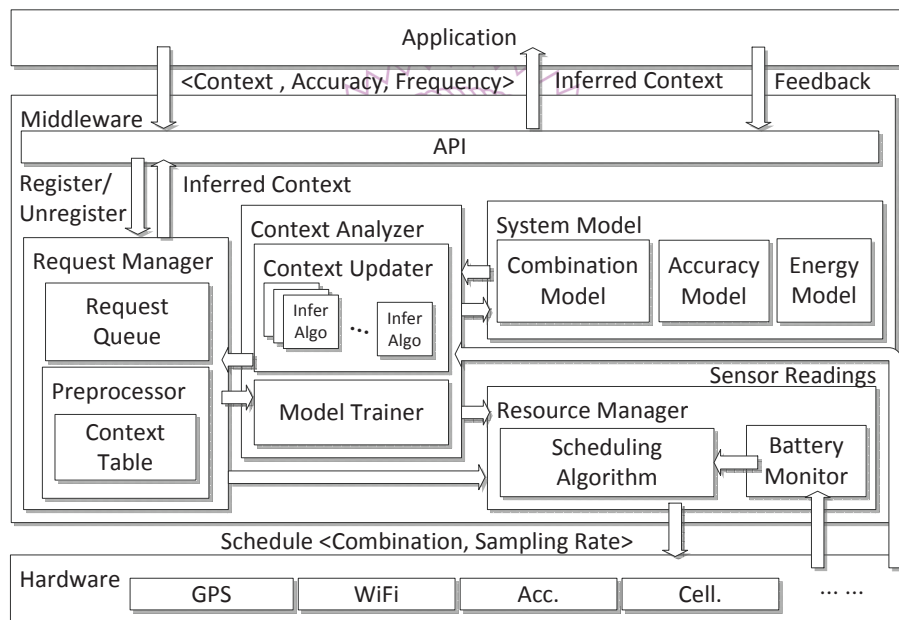 Application
<Context , Accuracy, Frequency>
Inferred Context
Feedback
Middleware
API
Register/
Unregister
Inferred Context
Request Manager
Request
Queue
Preprocessor
Context
Table
Context Analyzer
Context Updater
Infer
Algo
...
Infer
Algo
Model Trainer
System Model
Combination
Model
Accuracy
Model
Energy
Model
Sensor Readings
Resource Manager
Scheduling
Algorithm
Battery
Monitor
Schedule <Combination, Sampling Rate>
Hardware
GPS
WiFi
Acc.
Cell.
... ...